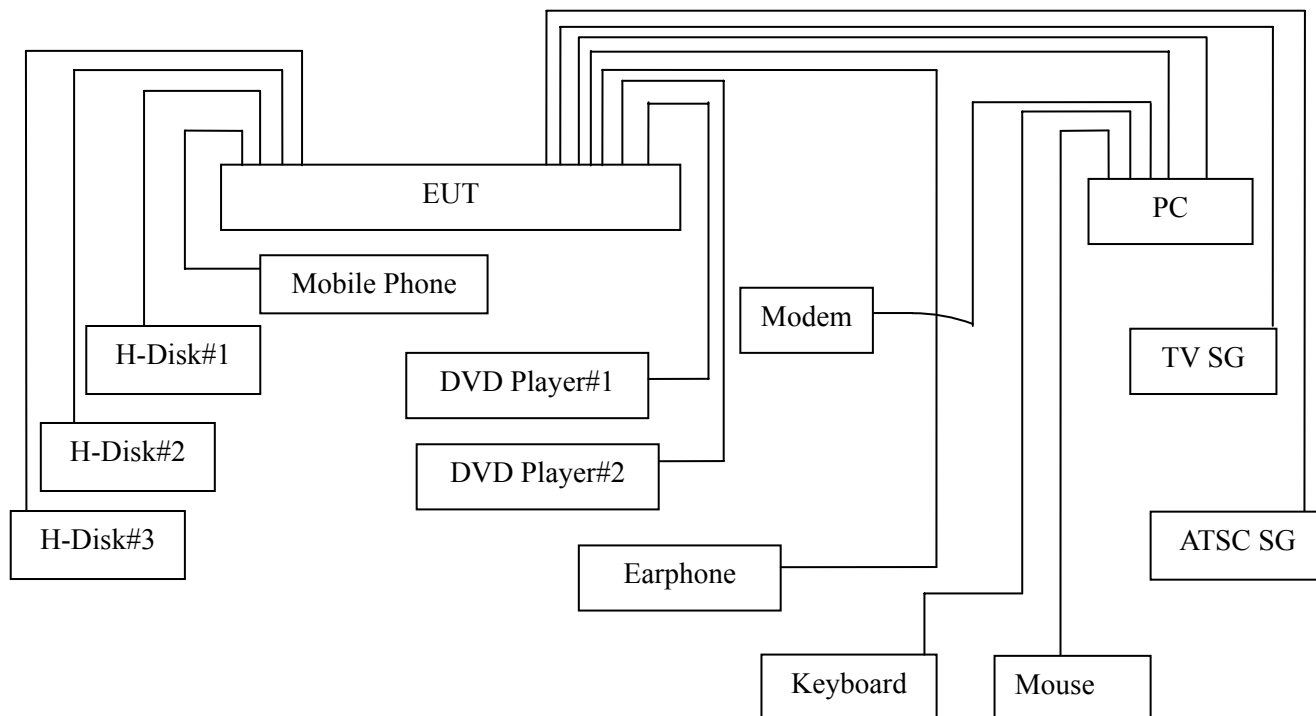 EUT
PC
Mobile Phone
Modem
H-Disk#1
TV SG
DVD Player#1
H-Disk#2
DVD Player#2
H-Disk#3
ATSC SG
Earphone
Keyboard
Mouse